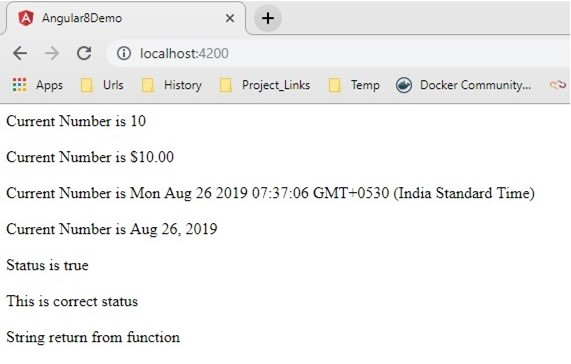 Angular8Demo
localhost:4200
Apps Urls History Project_Links Temp Docker Community...
Current Number is 10
Current Number is $10.00
Current Number is Mon Aug 26 2019 07:37:06 GMT+0530 (India Standard Time)
Current Number is Aug 26, 2019
Status is true
This is correct status
String return from function